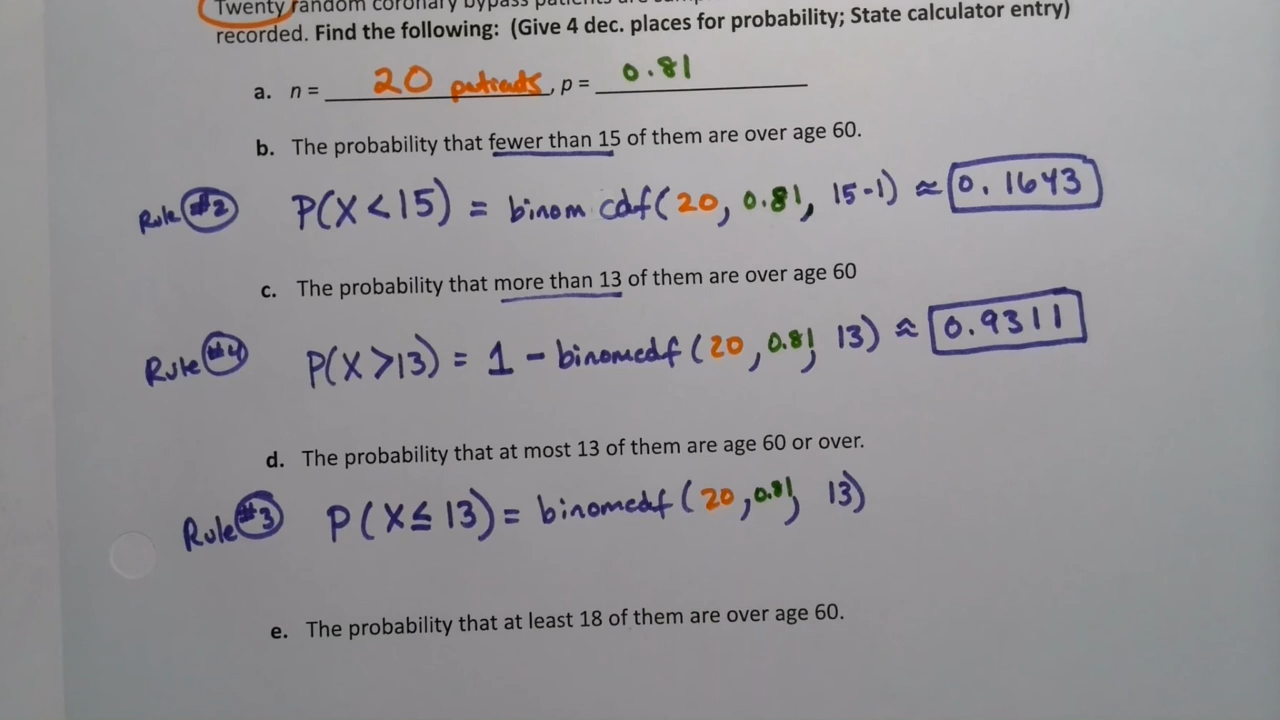 Twenty random coronary bypass patients are
recorded. Find the following: (Give 4 dec. places for probability; State calculator entry)
a. n = 20 patients, p = 0.81
b. The probability that fewer than 15 of them are over age 60.
Rule #2 P(X < 15) = binom cdf(20, 0.81, 15-1) ≈ 0.1643
c. The probability that more than 13 of them are over age 60
Rule #4 P(X > 13) = 1 - binomcdf (20, 0.81, 13) ≈ 0.9311
d. The probability that at most 13 of them are age 60 or over.
Rule #3 P(X ≤ 13) = binomcdf (20, 0.81, 13)
e. The probability that at least 18 of them are over age 60.